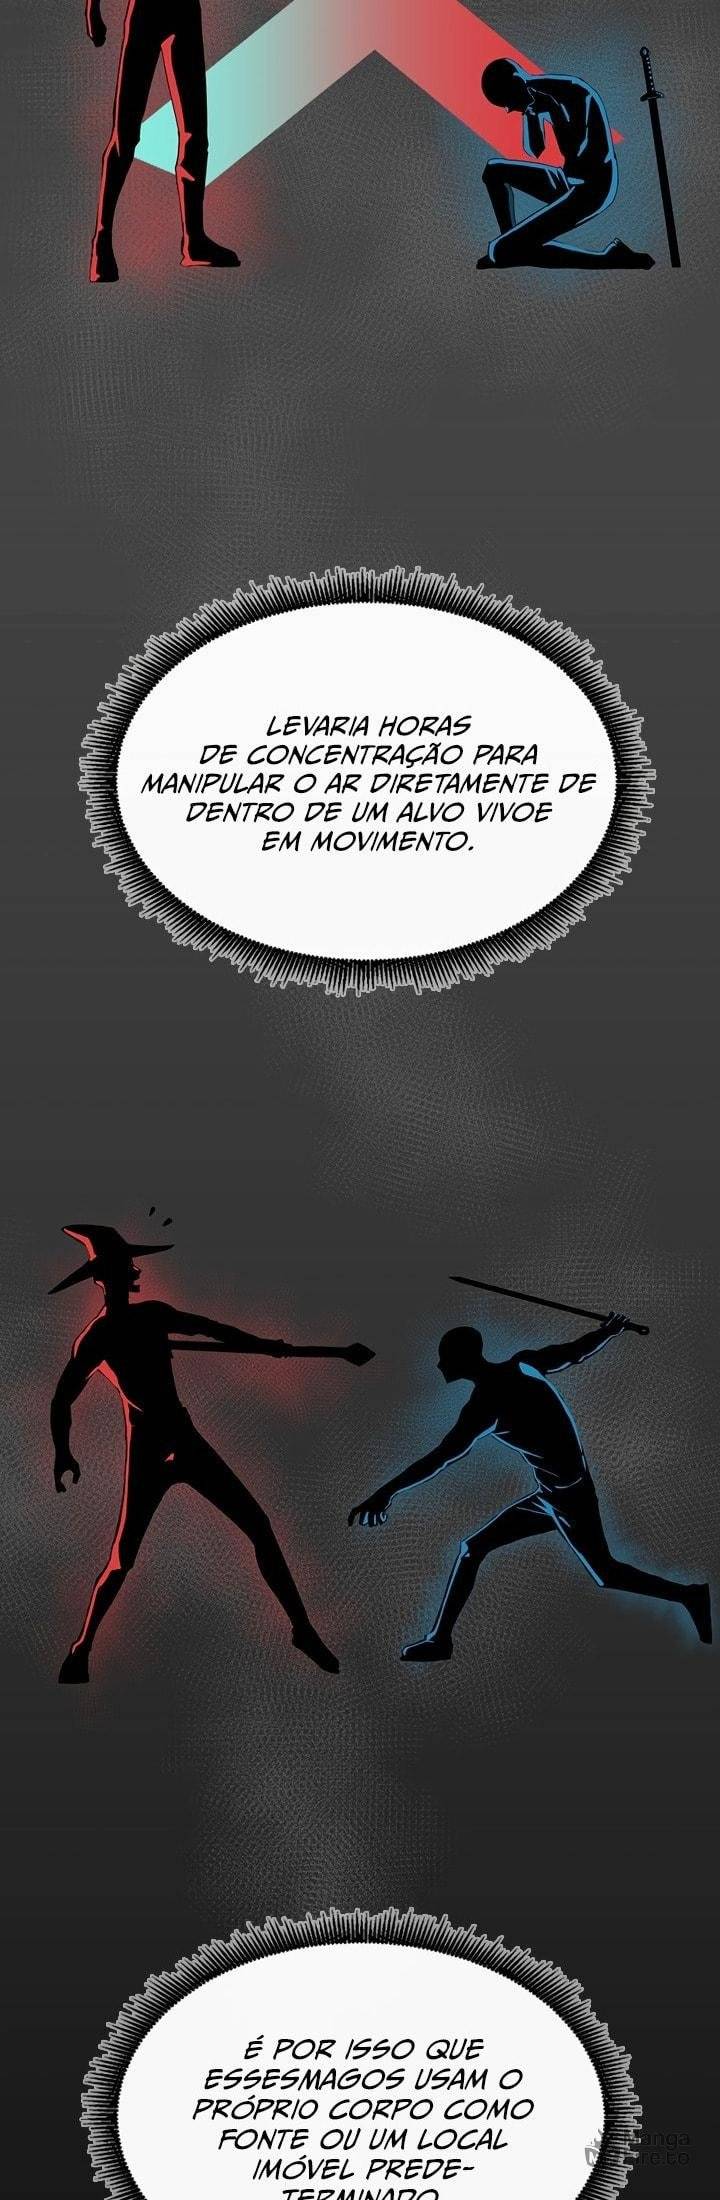 LEVARIA HORAS
DE CONCENTRAÇÃO PARA
MANIPULAR O AR DIRETAMENTE DE
DENTRO DE UM ALVO VIVOE
EM MOVIMENTO.
É POR ISSO QUE
ESSESMAGOS USAM O
PRÓPRIO CORPO COMO
FONTE OU UM LOCAL
IMÓVEL PREDE-
TERMINADO